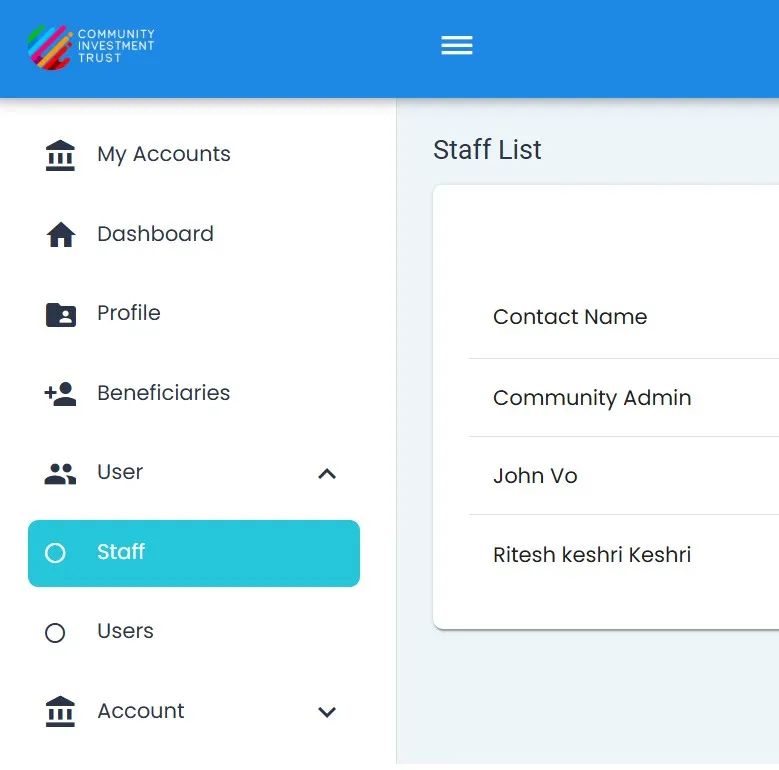 COMMUNITY
INVESTMENT
TRUST
My Accounts
Dashboard
Profile
Beneficiaries
User
Staff
Users
Account
Staff List
Contact Name
Community Admin
John Vo
Ritesh keshri Keshri